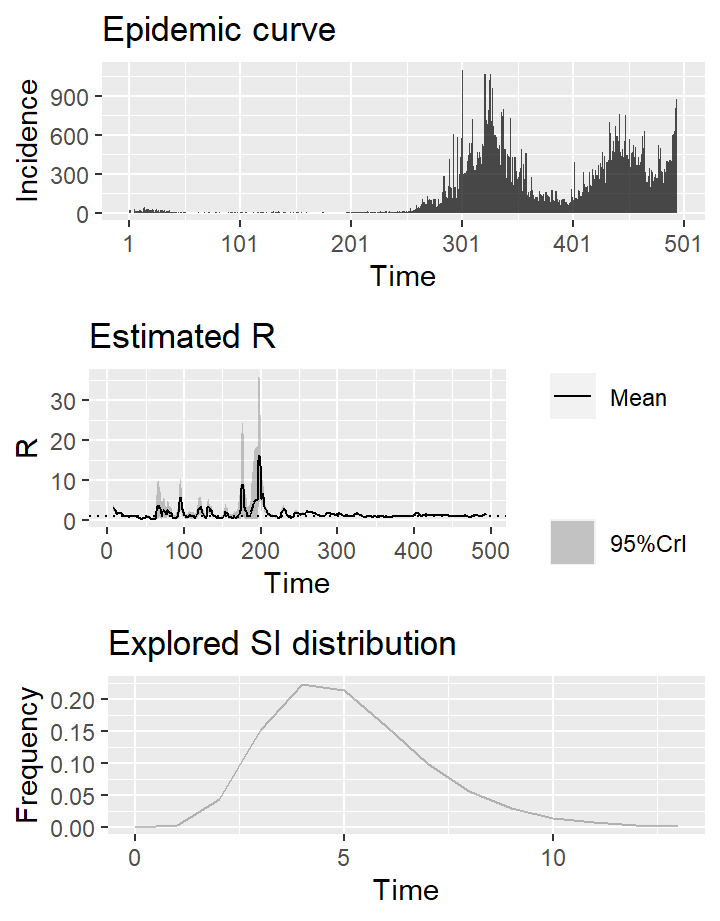 Epidemic curve
Incidence
900
600
300
0
1 101 201 301 401 501
Time
Estimated R
R
30
20
10
0
0 100 200 300 400 500
Time
Mean
95%CrI
Explored SI distribution
Frequency
0.20
0.15
0.10
0.05
0.00
0 5 10
Time